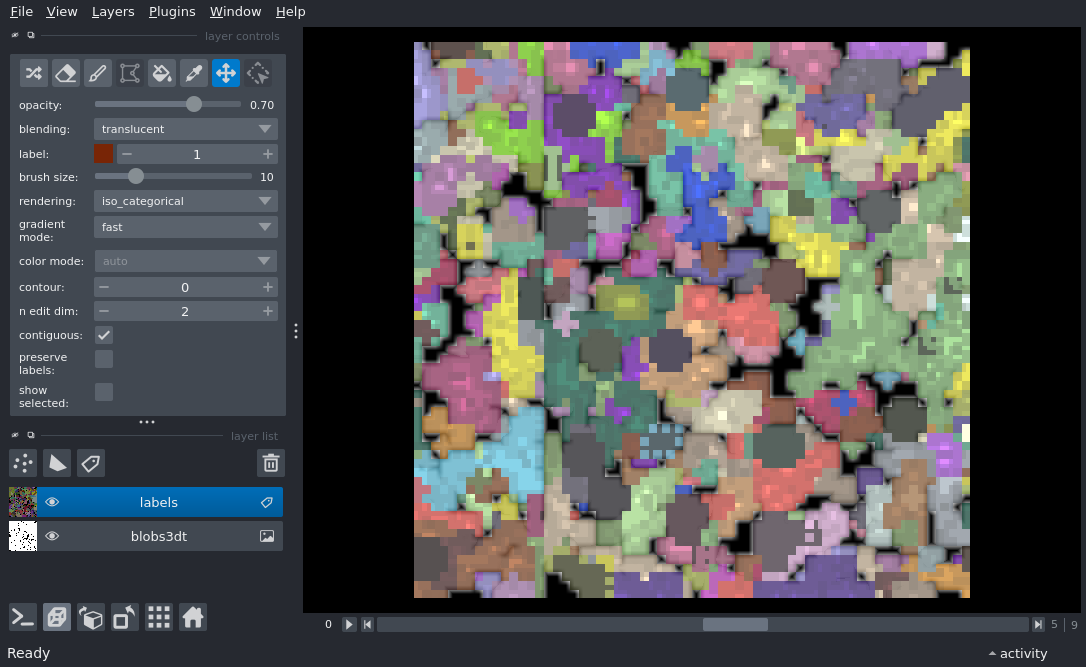 File View Layers Plugins Window Help
layer controls
opacity: 0.70
blending: translucent
label: 1
brush size: 10
rendering: iso_categorical
gradient
mode: fast
color mode: auto
contour: 0
n edit dim: 2
contiguous:
preserve
labels:
show
selected:
layer list
labels
blobs3dt
0 5 9
Ready activity